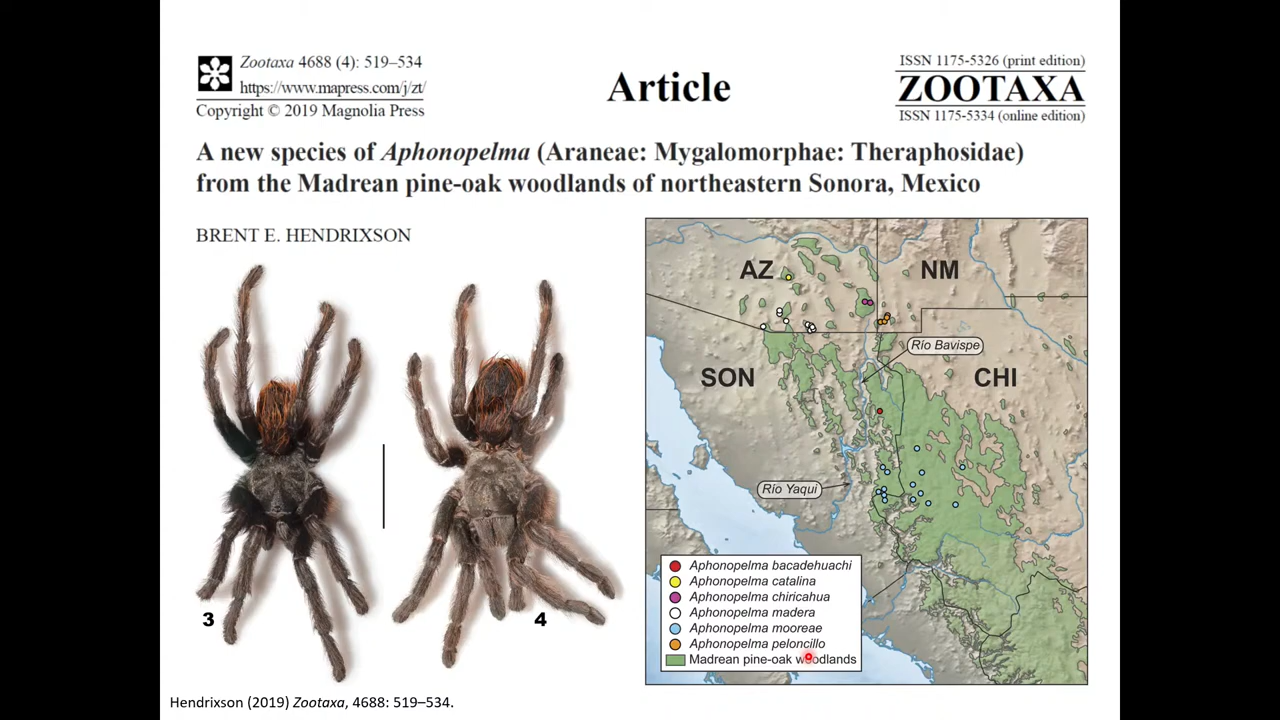 Zootaxa 4688 (4): 519–534
https://www.mapress.com/j/zt/
Copyright © 2019 Magnolia Press
Article
ISSN 1175-5326 (print edition)
ZOOTAXA
ISSN 1175-5334 (online edition)
A new species of Aphonopelma (Araneae: Mygalomorphae: Theraphosidae)
from the Madrean pine-oak woodlands of northeastern Sonora, Mexico
BRENT E. HENDRIXSON
AZ
NM
Río Bavispe
SON
CHI
Río Yaqui
Aphonopelma bacadehuachi
Aphonopelma catalina
Aphonopelma chiricahua
Aphonopelma madera
Aphonopelma mooreae
Aphonopelma peloncillo
Madrean pine-oak woodlands
3
4
Hendrixson (2019) Zootaxa, 4688: 519–534.